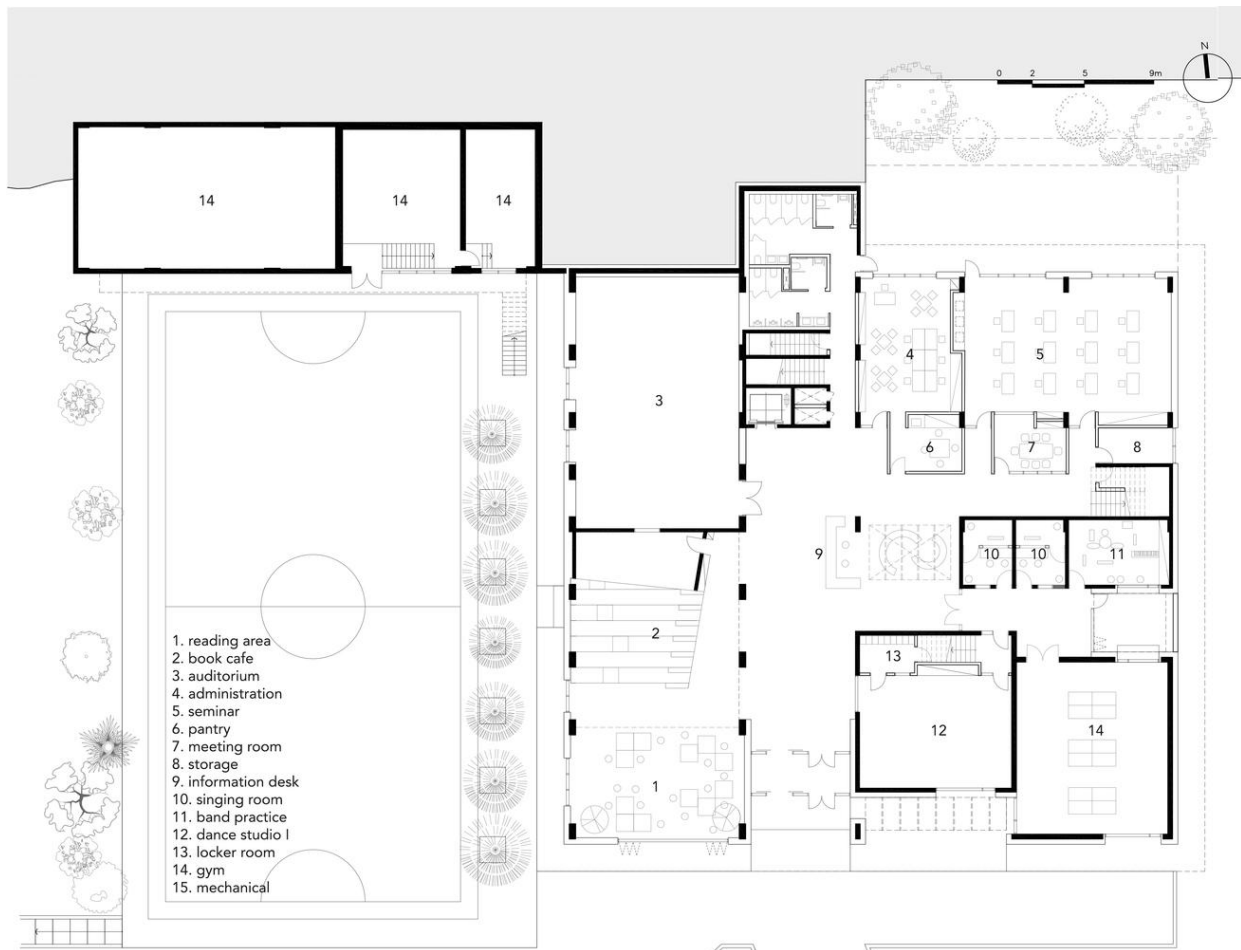 N
0 2 5 9m
14
14
14
3
4
5
6
7
8
9
10
10
11
2
13
12
14
1
1. reading area
2. book cafe
3. auditorium
4. administration
5. seminar
6. pantry
7. meeting room
8. storage
9. information desk
10. singing room
11. band practice
12. dance studio I
13. locker room
14. gym
15. mechanical